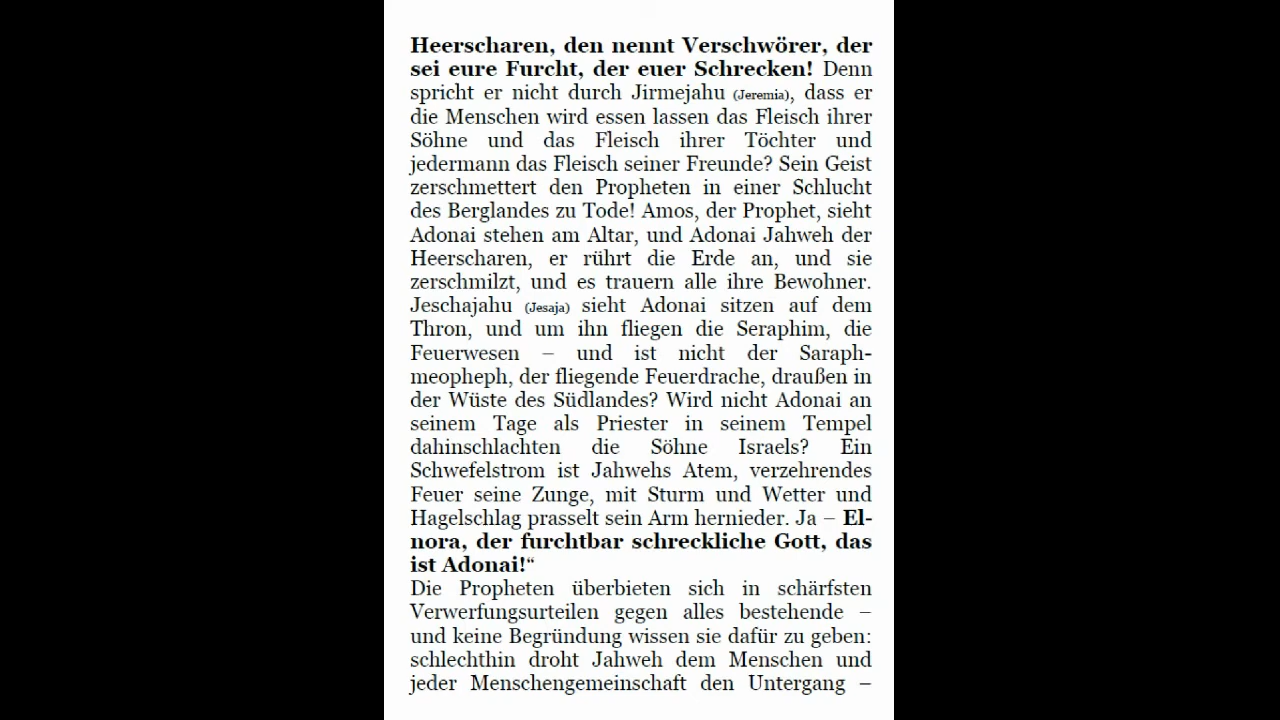 Heerscharen, den nennt Verschwörer, der
sei eure Furcht, der euer Schrecken! Denn
spricht er nicht durch Jirmejahu (Jeremia), dass er
die Menschen wird essen lassen das Fleisch ihrer
Söhne und das Fleisch ihrer Töchter und
jedermann das Fleisch seiner Freunde? Sein Geist
zerschmettert den Propheten in einer Schlucht
des Berglandes zu Tode! Amos, der Prophet, sieht
Adonai stehen am Altar, und Adonai Jahweh der
Heerscharen, er rührt die Erde an, und sie
zerschmilzt, und es trauern alle ihre Bewohner.
Jeschajahu (Jesaja) sieht Adonai sitzen auf dem
Thron, und um ihn fliegen die Seraphim, die
Feuerwesen – und ist nicht der Saraph-
meopheph, der fliegende Feuerdrache, draußen in
der Wüste des Südlandes? Wird nicht Adonai an
seinem Tage als Priester in seinem Tempel
dahinschlachten die Söhne Israels? Ein
Schwefelstrom ist Jahwehs Atem, verzehrendes
Feuer seine Zunge, mit Sturm und Wetter und
Hagelschlag prasselt sein Arm hernieder. Ja – El-
nora, der furchtbar schreckliche Gott, das
ist Adonai!“
Die Propheten überbieten sich in schärfsten
Verwerfungsurteilen gegen alles bestehende –
und keine Begründung wissen sie dafür zu geben:
schlechthin droht Jahweh dem Menschen und
jeder Menschengemeinschaft den Untergang –